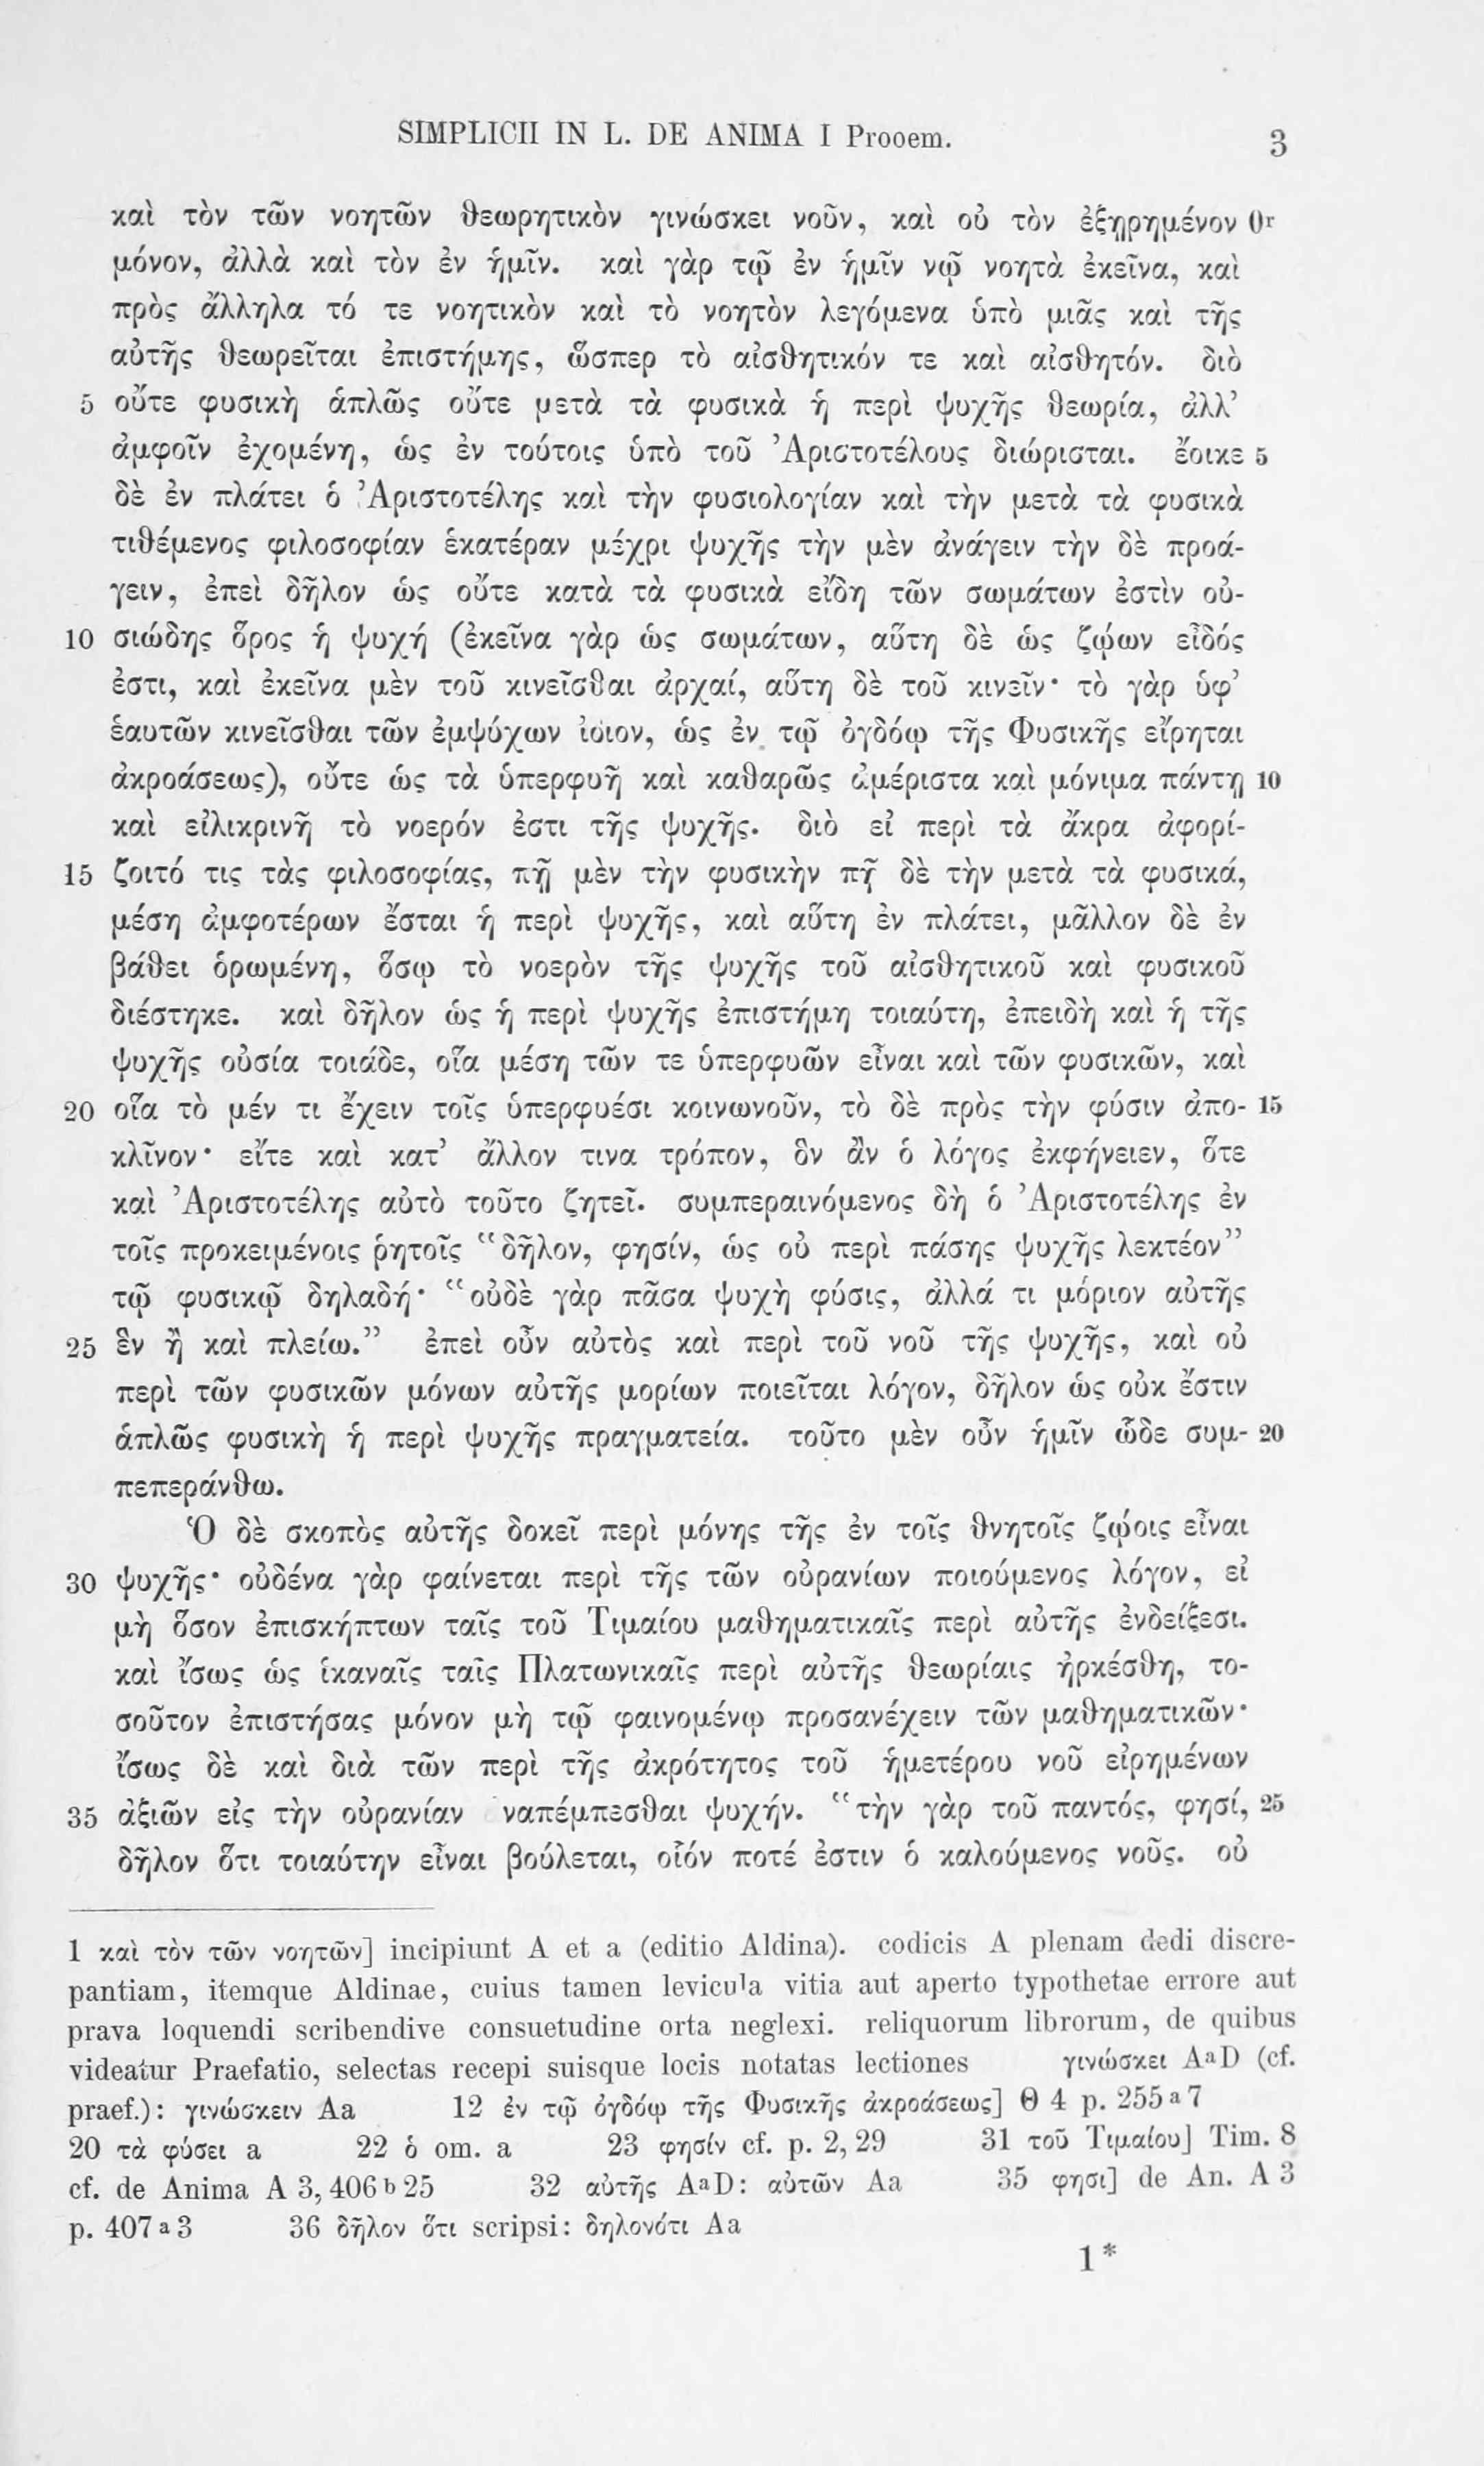 SIMPLICII IN L. DE ANIMA I Prooem. 3
καὶ τὸν τῶν νοητῶν θεωρητικὸν γινώσκει νοῦν, καὶ οὐ τὸν ἐξῃρημένον 0r
μόνον, ἀλλὰ καὶ τὸν ἐν ἡμῖν. καὶ γὰρ τῷ ἐν ἡμῖν νῷ νοητὰ ἐκεῖνα, καὶ
πρὸς ἄλληλα τό τε νοητικὸν καὶ τὸ νοητὸν λεγόμενα ὑπὸ μιᾶς καὶ τῆς
αὐτῆς θεωρεῖται ἐπιστήμης, ὥσπερ τὸ αἰσθητικόν τε καὶ αἰσθητόν. διὸ
5 οὔτε φυσικὴ ἁπλῶς οὔτε μετὰ τὰ φυσικὰ ἡ περὶ ψυχῆς θεωρία, ἀλλ’
ἀμφοῖν ἐχομένη, ὡς ἐν τούτοις ὑπὸ τοῦ Ἀριστοτέλους διώρισται. ἔοικε 5
δὲ ἐν πλάτει ὁ Ἀριστοτέλης καὶ τὴν φυσιολογίαν καὶ τὴν μετὰ τὰ φυσικὰ
τιθέμενος φιλοσοφίαν ἑκατέραν μέχρι ψυχῆς τὴν μὲν ἀνάγειν τὴν δὲ προά-
γειν, ἐπεὶ δῆλον ὡς οὔτε κατὰ τὰ φυσικὰ εἴδη τῶν σωμάτων ἐστὶν οὐ-
10 σιώδης ὅρος ἡ ψυχή (ἐκεῖνα γὰρ ὡς σωμάτων, αὕτη δὲ ὡς ζῴων εἶδός
ἐστι, καὶ ἐκεῖνα μὲν τοῦ κινεῖσθαι ἀρχαί, αὕτη δὲ τοῦ κινεῖν· τὸ γὰρ ὑφ’
ἑαυτῶν κινεῖσθαι τῶν ἐμψύχων ἴδιον, ὡς ἐν τῷ ὀγδόῳ τῆς Φυσικῆς εἴρηται
ἀκροάσεως), οὔτε ὡς τὰ ὑπερφυῆ καὶ καθαρῶς ἀμέριστα καὶ μόνιμα πάντῃ 10
καὶ εἰλικρινῆ τὸ νοερόν ἐστι τῆς ψυχῆς. διὸ εἰ περὶ τὰ ἄκρα ἀφορί-
15 ζοιτό τις τὰς φιλοσοφίας, πῇ μὲν τὴν φυσικὴν πῇ δὲ τὴν μετὰ τὰ φυσικά,
μέση ἀμφοτέρων ἔσται ἡ περὶ ψυχῆς, καὶ αὕτη ἐν πλάτει, μᾶλλον δὲ ἐν
βάθει ὁρωμένη, ὅσῳ τὸ νοερὸν τῆς ψυχῆς τοῦ αἰσθητικοῦ καὶ φυσικοῦ
διέστηκε. καὶ δῆλον ὡς ἡ περὶ ψυχῆς ἐπιστήμη τοιαύτη, ἐπειδὴ καὶ ἡ τῆς
ψυχῆς οὐσία τοιάδε, οἵα μέση τῶν τε ὑπερφυῶν εἶναι καὶ τῶν φυσικῶν, καὶ
20 οἵα τὸ μέν τι ἔχειν τοῖς ὑπερφυέσι κοινωνοῦν, τὸ δὲ πρὸς τὴν φύσιν ἀπο- 15
κλῖνον· εἴτε καὶ κατ’ ἄλλον τινα τρόπον, ὃν ἂν ὁ λόγος ἐκφήνειεν, ὅτε
καὶ Ἀριστοτέλης αὐτὸ τοῦτο ζητεῖ. συμπεραινόμενος δὴ ὁ Ἀριστοτέλης ἐν
τοῖς προκειμένοις ῥητοῖς “δῆλον, φησίν, ὡς οὐ περὶ πάσης ψυχῆς λεκτέον”
τῷ φυσικῷ δηλαδή· “οὐδὲ γὰρ πᾶσα ψυχὴ φύσις, ἀλλά τι μόριον αὐτῆς
25 ἓν ἢ καὶ πλείω.” ἐπεὶ οὖν αὐτὸς καὶ περὶ τοῦ νοῦ τῆς ψυχῆς, καὶ οὐ
περὶ τῶν φυσικῶν μόνων αὐτῆς μορίων ποιεῖται λόγον, δῆλον ὡς οὐκ ἔστιν
ἁπλῶς φυσικὴ ἡ περὶ ψυχῆς πραγματεία. τοῦτο μὲν οὖν ἡμῖν ὧδε συμ- 20
πεπεράνθω.
Ὁ δὲ σκοπὸς αὐτῆς δοκεῖ περὶ μόνης τῆς ἐν τοῖς θνητοῖς ζῴοις εἶναι
30 ψυχῆς· οὐδένα γὰρ φαίνεται περὶ τῆς τῶν οὐρανίων ποιούμενος λόγον, εἰ
μὴ ὅσον ἐπισκήπτων ταῖς τοῦ Τιμαίου μαθηματικαῖς περὶ αὐτῆς ἐνδείξεσι.
καὶ ἴσως ὡς ἱκαναῖς ταῖς Πλατωνικαῖς περὶ αὐτῆς θεωρίαις ἠρκέσθη, το-
σοῦτον ἐπιστήσας μόνον μὴ τῷ φαινομένῳ προσανέχειν τῶν μαθηματικῶν·
ἴσως δὲ καὶ διὰ τῶν περὶ τῆς ἀκρότητος τοῦ ἡμετέρου νοῦ εἰρημένων
35 ἀξιῶν εἰς τὴν οὐρανίαν ναπέμπεσθαι ψυχήν. “τὴν γὰρ τοῦ παντός, φησί, 25
δῆλον ὅτι τοιαύτην εἶναι βούλεται, οἷόν ποτέ ἐστιν ὁ καλούμενος νοῦς. οὐ
1 καὶ τὸν τῶν νοητῶν] incipiunt A et a (editio Aldina). codicis A plenam dedi discre-
pantiam, itemque Aldinae, cuius tamen levicula vitia aut aperto typothetae errore aut
prava loquendi scribendive consuetudine orta neglexi. reliquorum librorum, de quibus
videatur Praefatio, selectas recepi suisque locis notatas lectiones γινώσκει AᵃD (cf.
praef.): γινώσκειν Aa 12 ἐν τῷ ὀγδόῳ τῆς Φυσικῆς ἀκροάσεως] Θ 4 p. 255ᵃ7
20 τὰ φύσει a 22 ὁ om. a 23 φησίν cf. p. 2,29 31 τοῦ Τιμαίου] Tim. 8
cf. de Anima A 3,406ᵇ25 32 αὐτῆς AᵃD: αὐτῶν Aa 35 φησι] de An. A 3
p. 407ᵃ3 36 δῆλον ὅτι scripsi: δηλονότι Aa
1*